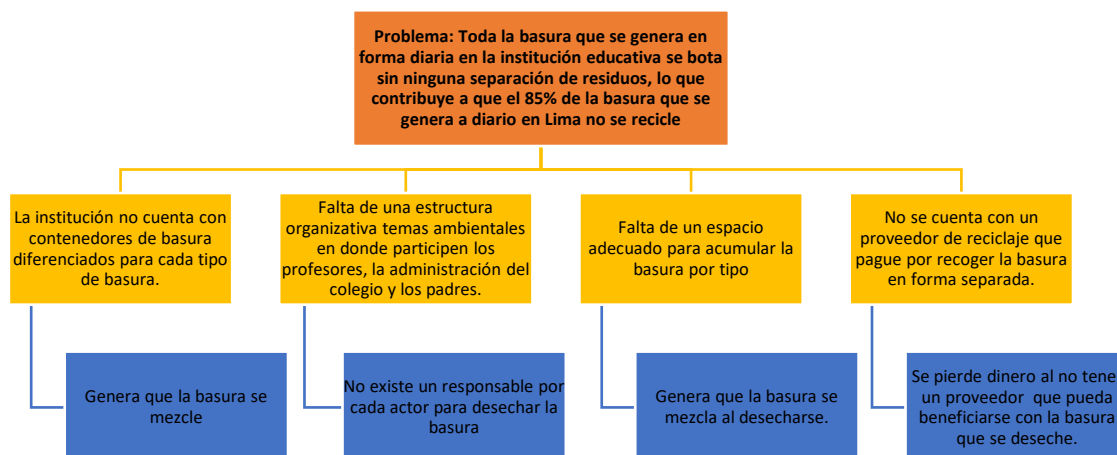 Problema: Toda la basura que se genera en
forma diaria en la institución educativa se bota
sin ninguna separación de residuos, lo que
contribuye a que el 85% de la basura que se
genera a diario en Lima no se recicle
La institución no cuenta con
contenedores de basura
diferenciados para cada tipo
de basura.
Falta de una estructura
organizativa temas ambientales
en donde participen los
profesores, la administración del
colegio y los padres.
Falta de un espacio
adecuado para acumular la
basura por tipo
No se cuenta con un
proveedor de reciclaje que
pague por recoger la basura
en forma separada.
Genera que la basura se
mezcle
No existe un responsable por
cada actor para desechar la
basura
Genera que la basura se
mezcla al desecharse.
Se pierde dinero al no tene
un proveedor que pueda
beneficiarse con la basura
que se deseche.